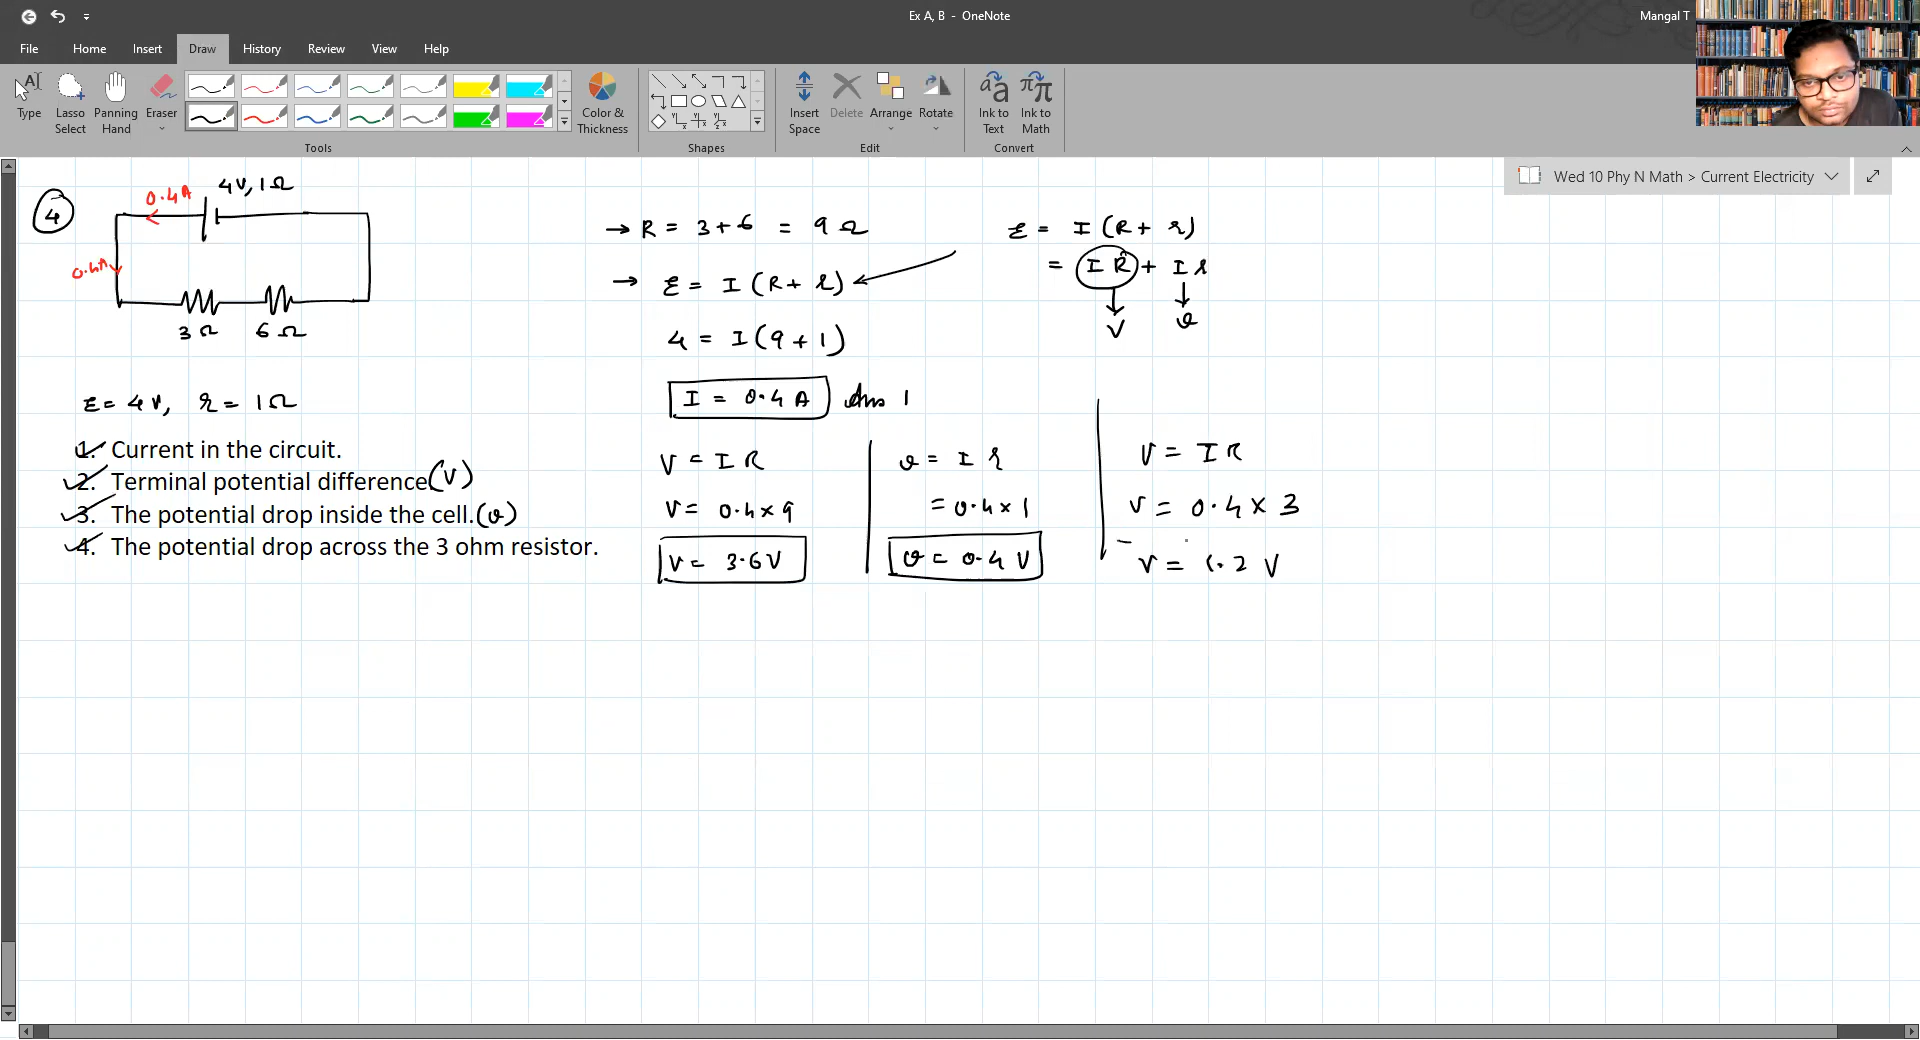 Ex A, B - OneNote
Mangal T
File Home Insert Draw History Review View Help
Type
Lasso Select
Panning Hand
Eraser
Color & Thickness
Insert Space
Delete
Arrange
Rotate
Ink to Text
Ink to Math
Tools
Shapes
Edit
Convert
Wed 10 Phy N Math > Current Electricity
4
0.4A
4V, 1Ω
0.4A
3Ω 6Ω
ε = 4V, r = 1Ω
1. Current in the circuit.
2. Terminal potential difference. (V)
3. The potential drop inside the cell. (v)
4. The potential drop across the 3 ohm resistor.
→ R = 3+6 = 9Ω
→ ε = I(R+r)
4 = I(9+1)
I = 0.4A Ans 1
ε = I(R+r)
= IR + Ir
V v
V = IR
V = 0.4×9
V = 3.6V
v = Ir
= 0.4×1
v = 0.4V
V = IR
V = 0.4×3
V = 1.2V